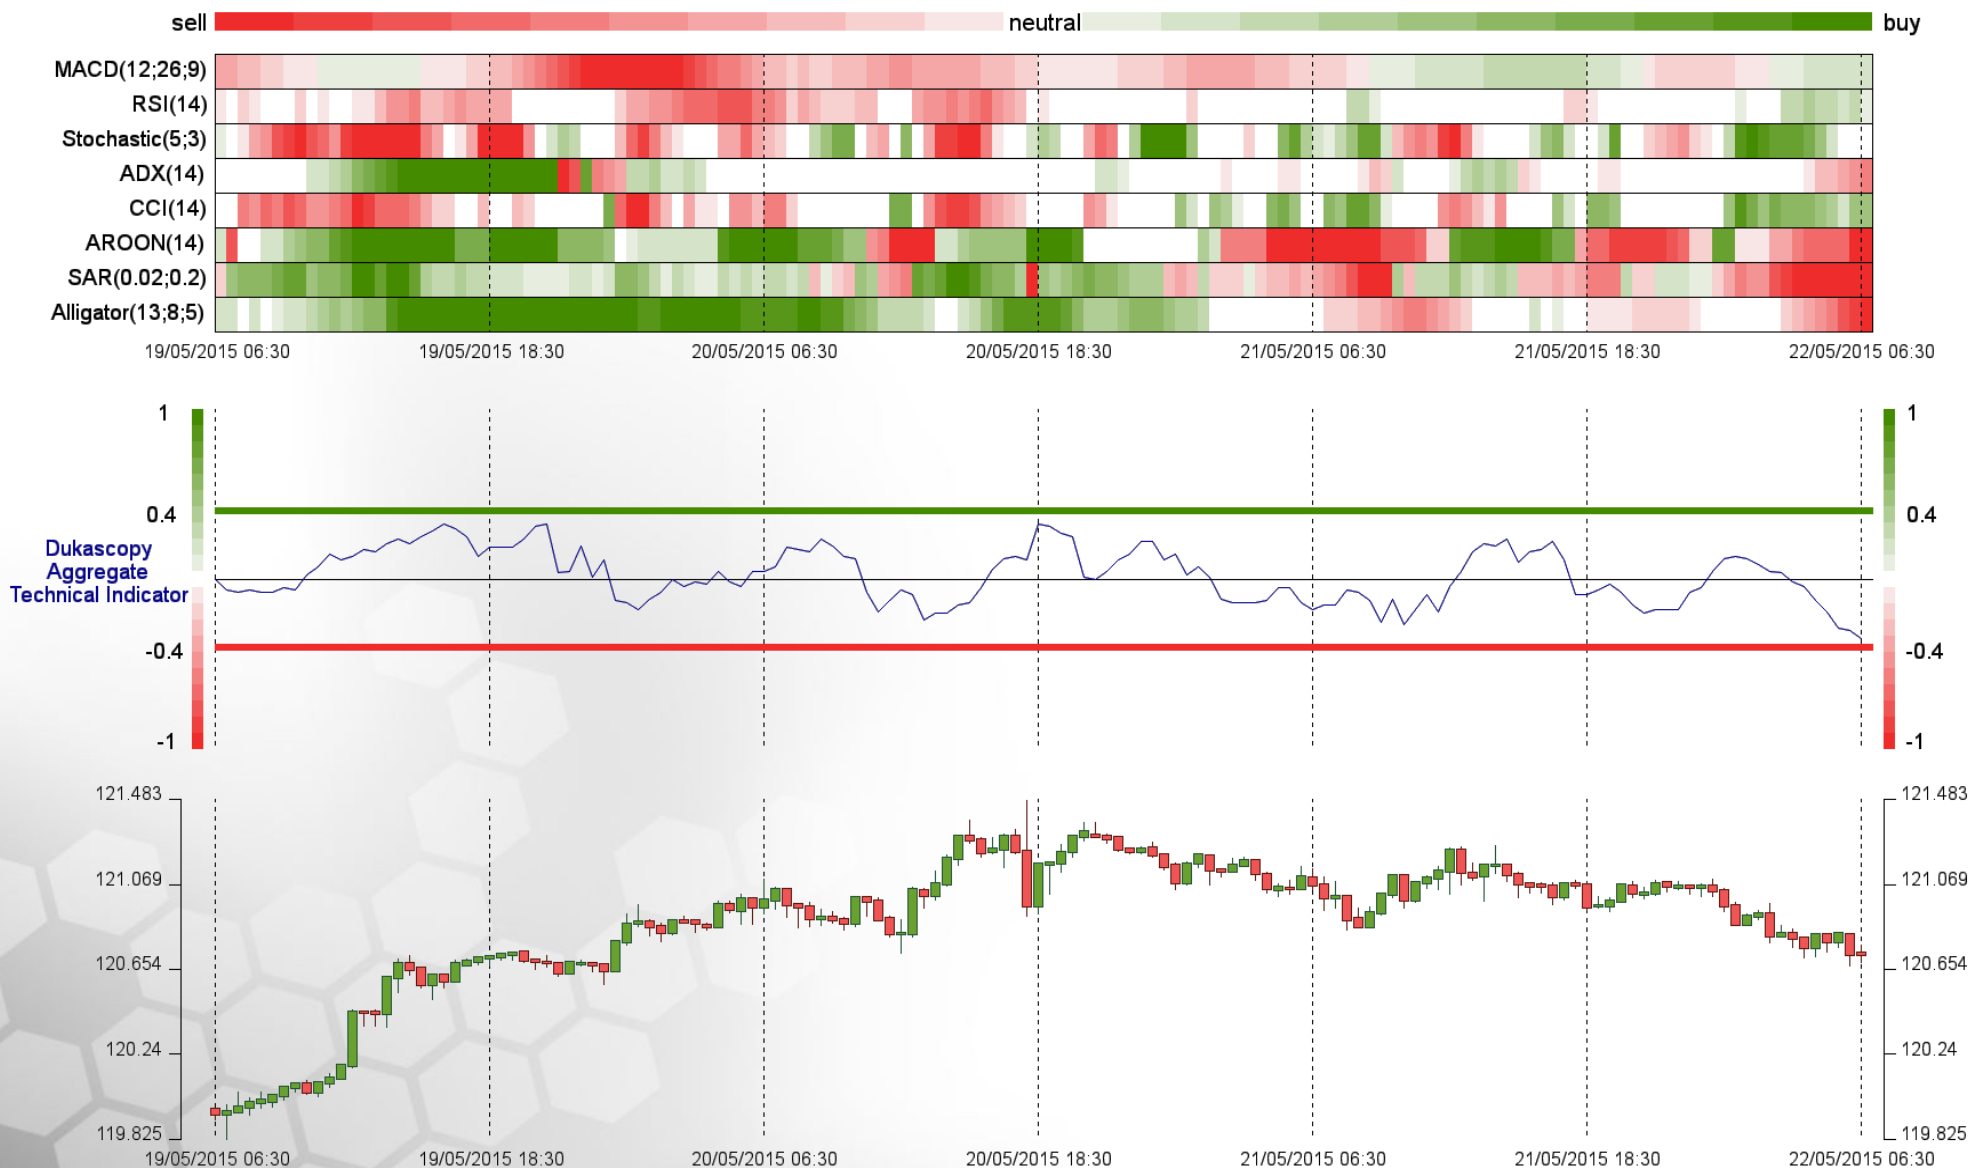 sell neutral buy
MACD(12;26;9)
RSI(14)
Stochastic(5;3)
ADX(14)
CCI(14)
AROON(14)
SAR(0.02;0.2)
Alligator(13;8;5)
19/05/2015 06:30 19/05/2015 18:30 20/05/2015 06:30 20/05/2015 18:30 21/05/2015 06:30 21/05/2015 18:30 22/05/2015 06:30
1 1
0.4 0.4
Dukascopy
Aggregate
Technical Indicator
-0.4 -0.4
-1 -1
121.483 121.483
121.069 121.069
120.654 120.654
120.24 120.24
119.825 119.825
19/05/2015 06:30 19/05/2015 18:30 20/05/2015 06:30 20/05/2015 18:30 21/05/2015 06:30 21/05/2015 18:30 22/05/2015 06:30